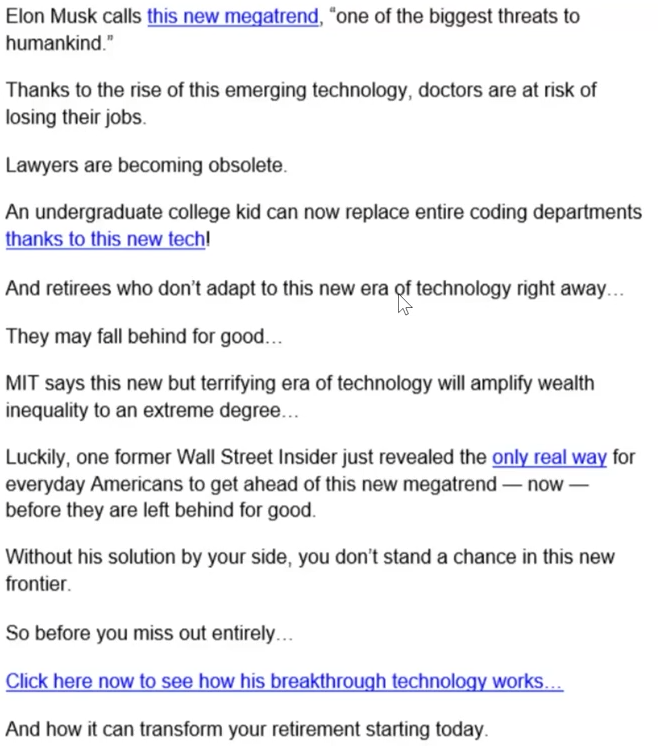 Elon Musk calls this new megatrend, “one of the biggest threats to
humankind.”
Thanks to the rise of this emerging technology, doctors are at risk of
losing their jobs.
Lawyers are becoming obsolete.
An undergraduate college kid can now replace entire coding departments
thanks to this new tech!
And retirees who don’t adapt to this new era of technology right away…
They may fall behind for good…
MIT says this new but terrifying era of technology will amplify wealth
inequality to an extreme degree…
Luckily, one former Wall Street Insider just revealed the only real way for
everyday Americans to get ahead of this new megatrend — now —
before they are left behind for good.
Without his solution by your side, you don’t stand a chance in this new
frontier.
So before you miss out entirely…
Click here now to see how his breakthrough technology works…
And how it can transform your retirement starting today.